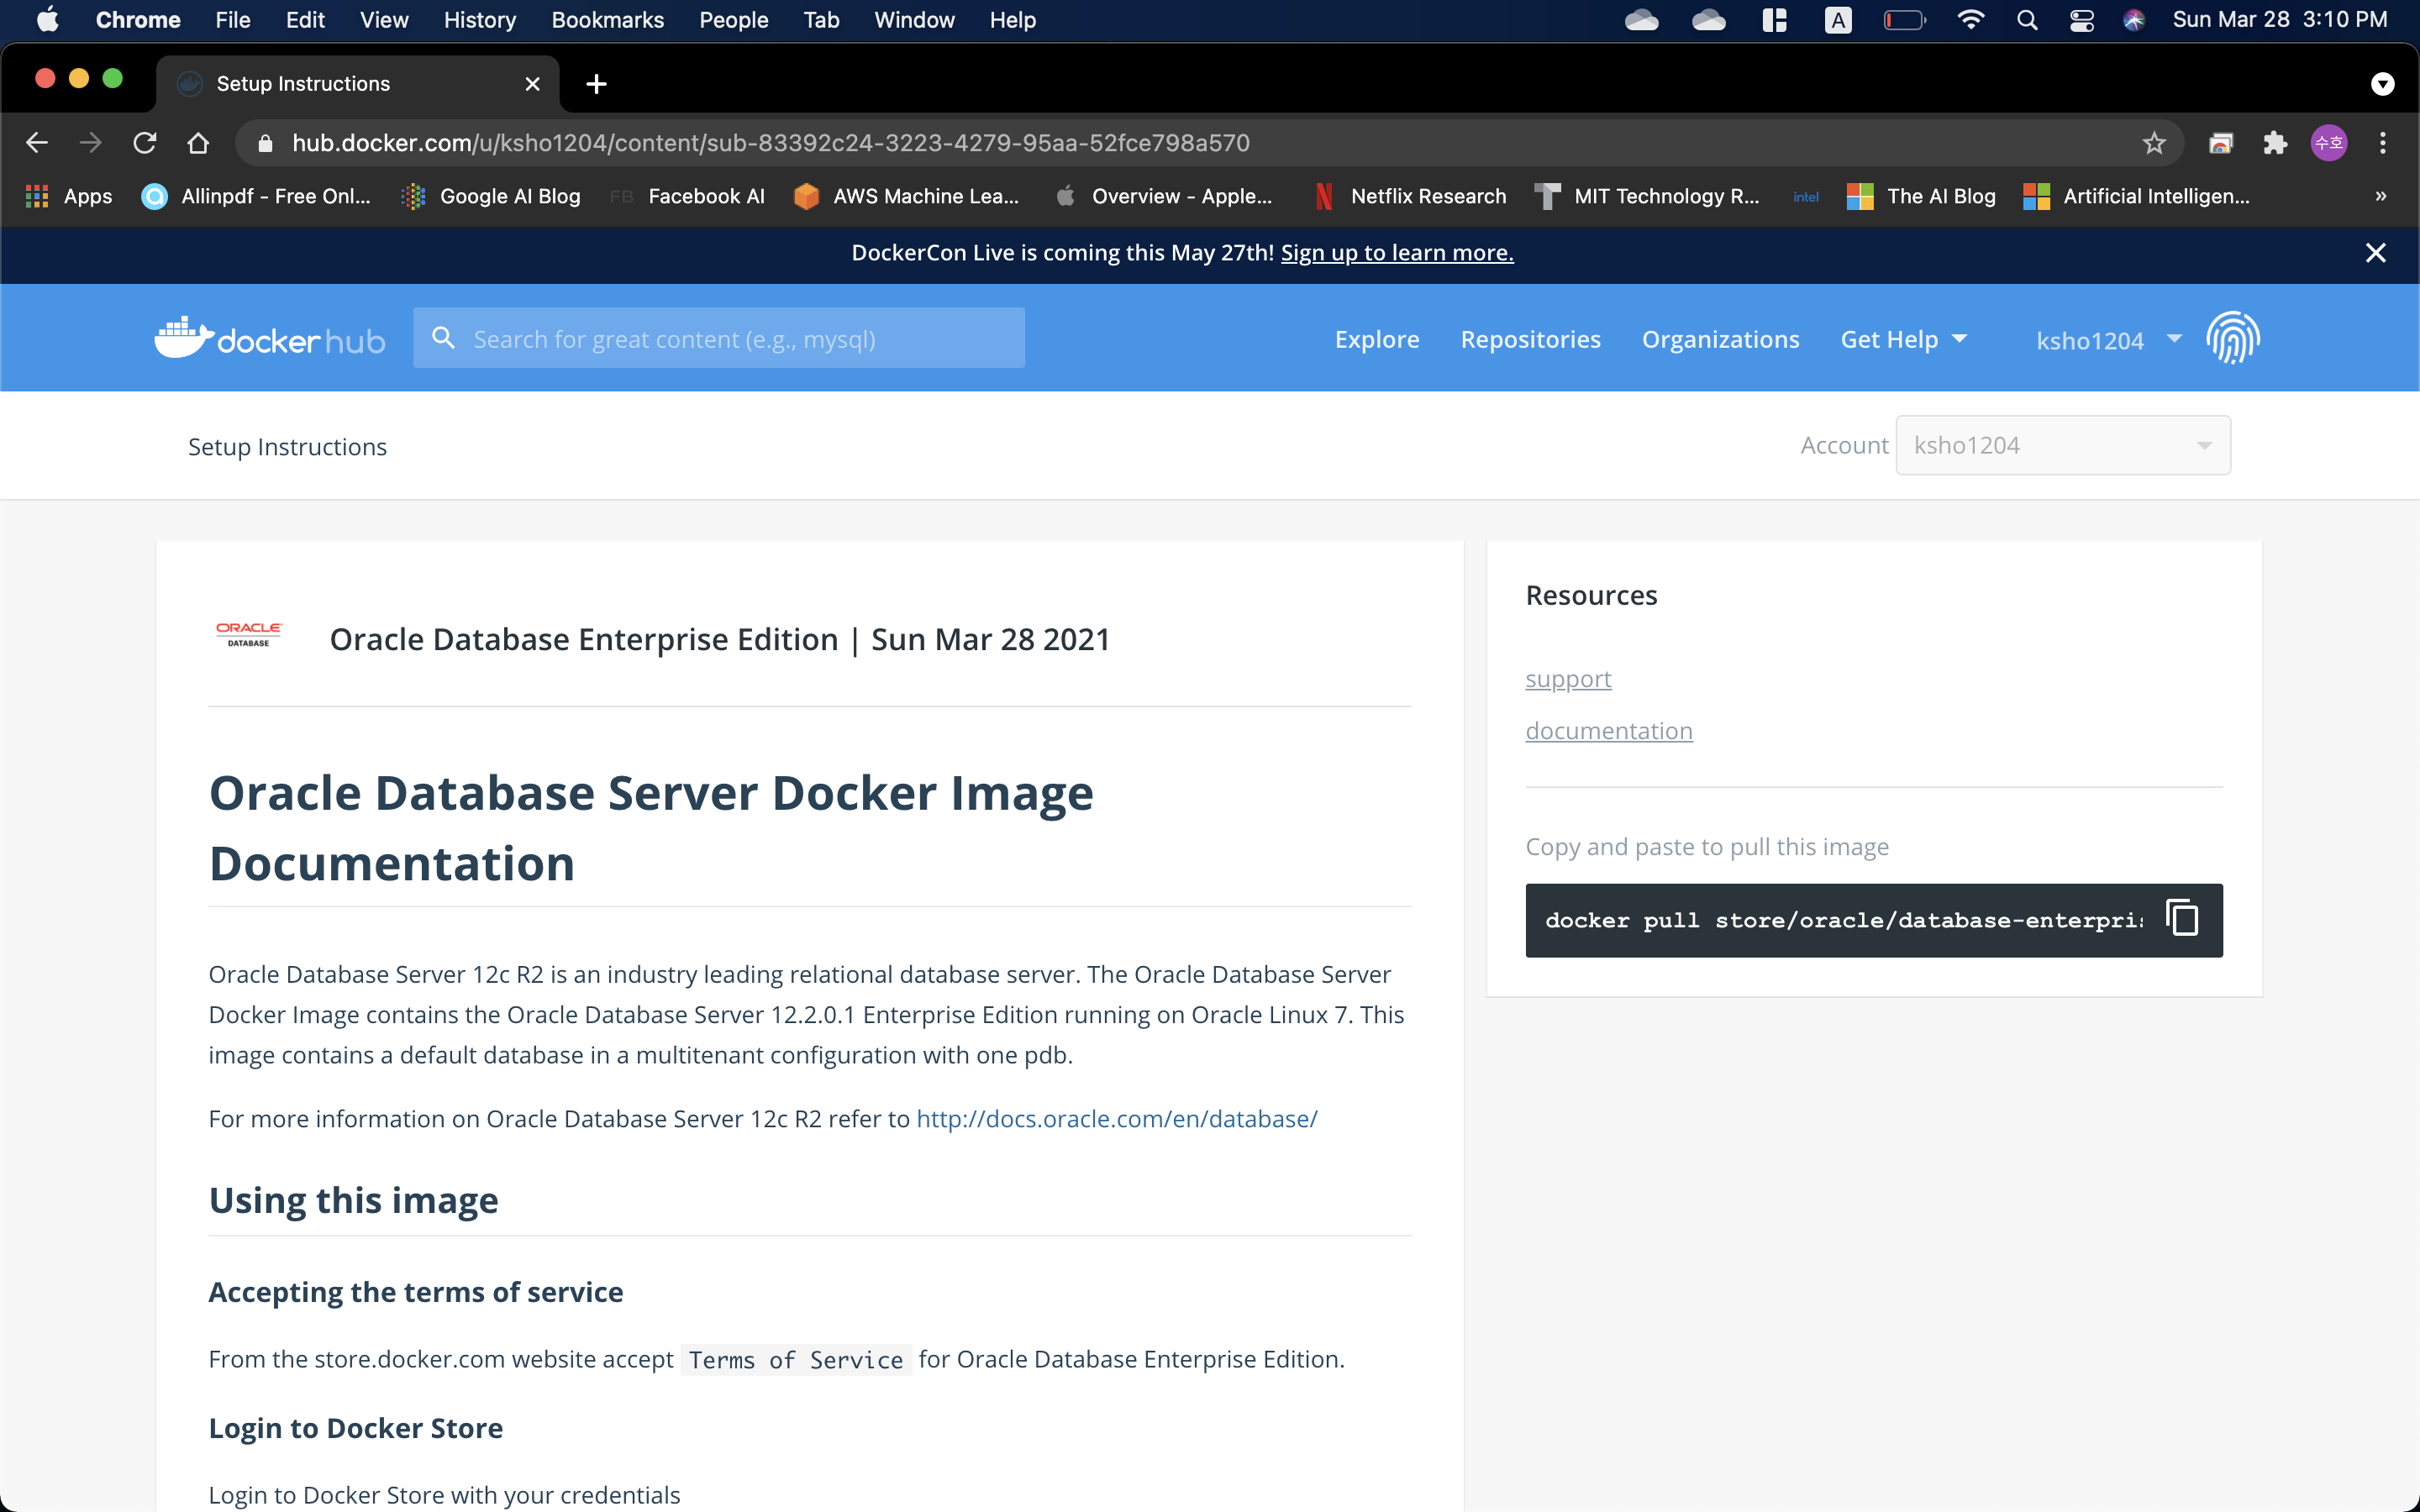 Chrome File Edit View History Bookmarks People Tab Window Help
A
Sun Mar 28 3:10 PM
Setup Instructions
hub.docker.com/u/ksho1204/content/sub-83392c24-3223-4279-95aa-52fce798a570
수호
Apps
Allinpdf - Free Onl...
Google AI Blog
FB Facebook AI
AWS Machine Lea...
Overview - Apple...
Netflix Research
MIT Technology R...
intel
The AI Blog
Artificial Intelligen...
»
DockerCon Live is coming this May 27th! Sign up to learn more.
docker hub
Search for great content (e.g., mysql)
Explore
Repositories
Organizations
Get Help
ksho1204
Setup Instructions
Account
ksho1204
ORACLE
DATABASE
Oracle Database Enterprise Edition | Sun Mar 28 2021
Oracle Database Server Docker Image
Documentation
Oracle Database Server 12c R2 is an industry leading relational database server. The Oracle Database Server
Docker Image contains the Oracle Database Server 12.2.0.1 Enterprise Edition running on Oracle Linux 7. This
image contains a default database in a multitenant configuration with one pdb.
For more information on Oracle Database Server 12c R2 refer to http://docs.oracle.com/en/database/
Using this image
Accepting the terms of service
From the store.docker.com website accept Terms of Service for Oracle Database Enterprise Edition.
Login to Docker Store
Login to Docker Store with your credentials
Resources
support
documentation
Copy and paste to pull this image
docker pull store/oracle/database-enterpris